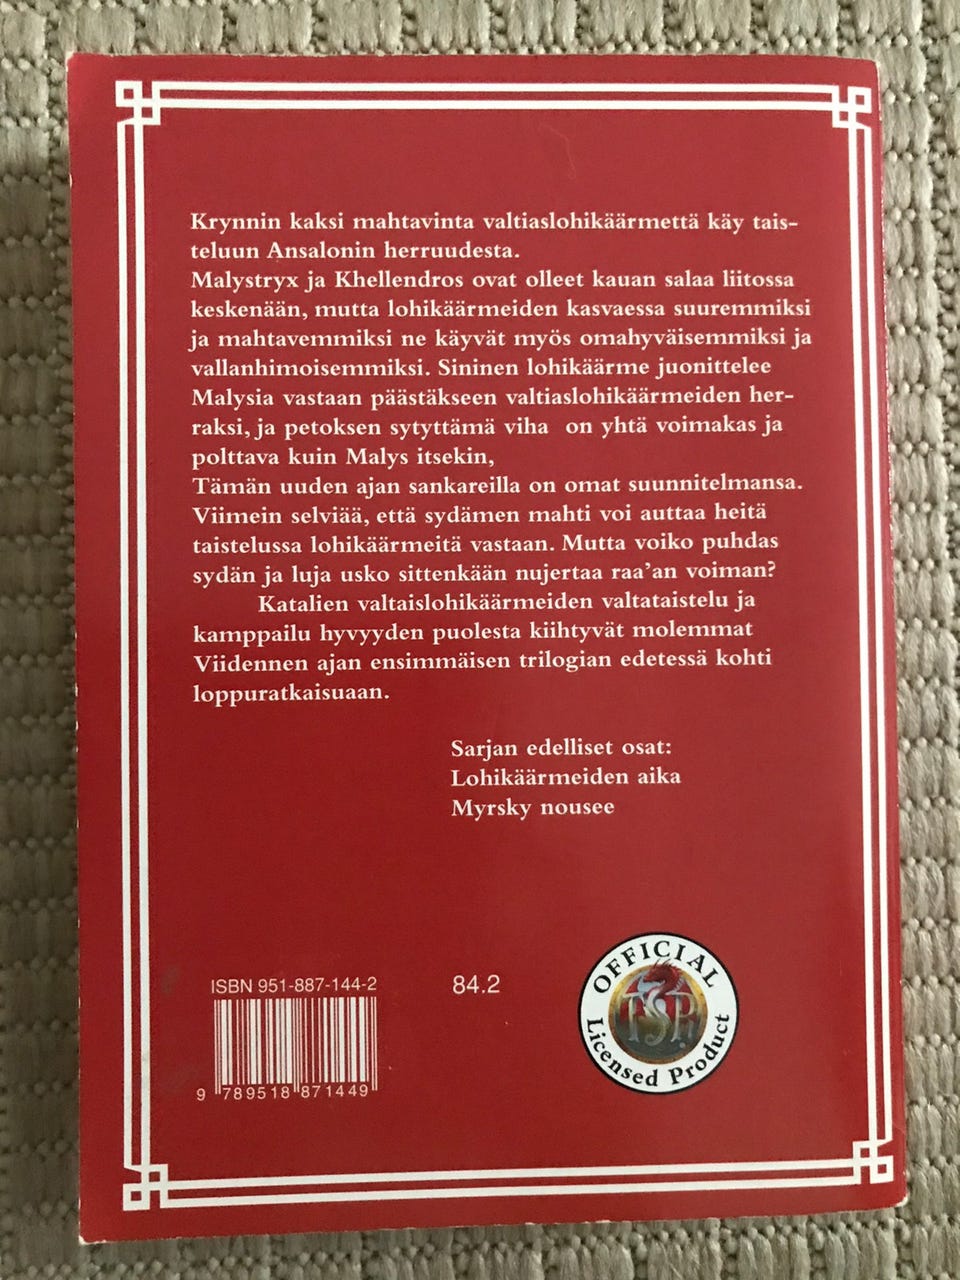 Krynnin kaksi mahtavinta valtiaslohikäärmettä käy tais-
teluun Ansalonin herruudesta.
Malystryx ja Khellendros ovat olleet kauan salaa liitossa
keskenään, mutta lohikäärmeiden kasvaessa suuremmiksi
ja mahtavemmiksi ne käyvät myös omahyväisemmiksi ja
vallanhimoisemmiksi. Sininen lohikäärme juonittelee
Malysia vastaan päästäkseen valtiaslohikäärmeiden her-
raksi, ja petoksen sytyttämä viha on yhtä voimakas ja
polttava kuin Malys itsekin,
Tämän uuden ajan sankareilla on omat suunnitelmansa.
Viimein selviää, että sydämen mahti voi auttaa heitä
taistelussa lohikäärmeitä vastaan. Mutta voiko puhdas
sydän ja luja usko sittenkään nujertaa raa'an voiman?
Katalien valtaislohikäärmeiden valtataistelu ja
kamppailu hyvyyden puolesta kiihtyvät molemmat
Viidennen ajan ensimmäisen trilogian edetessä kohti
loppuratkaisuaan.
Sarjan edelliset osat:
Lohikäärmeiden aika
Myrsky nousee
ISBN 951-887-144-2
84.2
9 789518 871449
OFFICIAL
TSR
Licensed Product